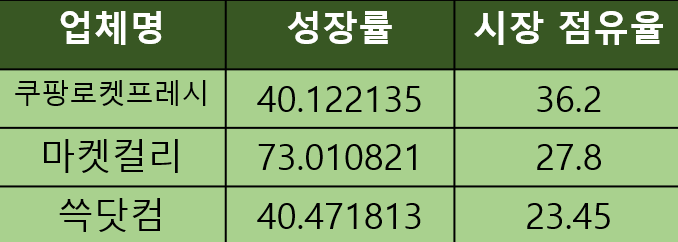 업체명 성장률 시장 점유율
쿠팡로켓프레시 40.122135 36.2
마켓컬리 73.010821 27.8
쓱닷컴 40.471813 23.45